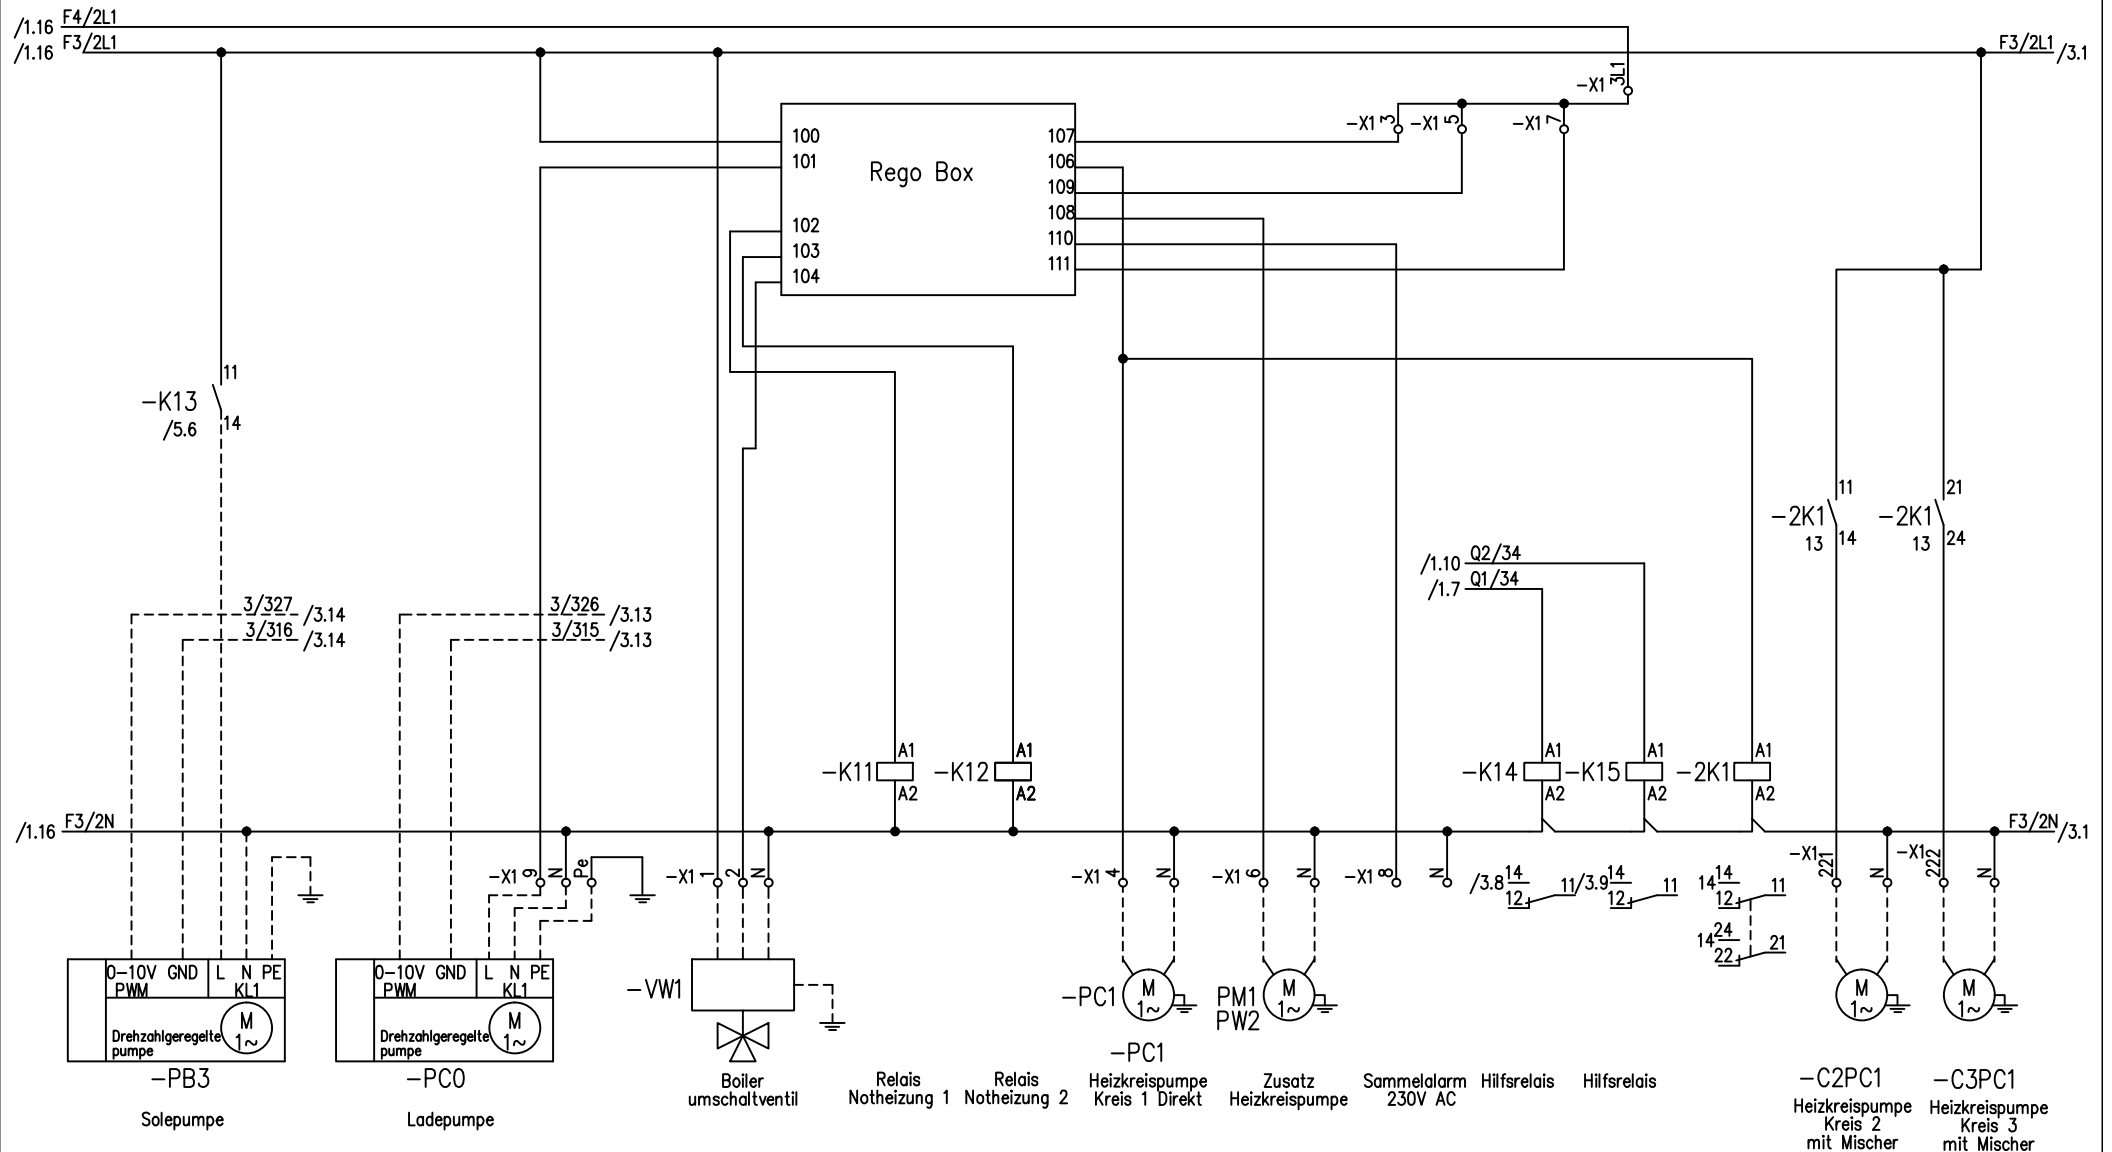 /1.16 F4/2L1
/1.16 F3/2L1
F3/2L1 /3.1
-X1 3L1
-X1 3 -X1 5 -X1 7
100
101
102
103
104
Rego Box
107
106
109
108
110
111
11
-K13
/5.6
14
11
-2K1
13
14
21
-2K1
13
24
/1.10 Q2/34
/1.7 Q1/34
3/327 /3.14
3/316 /3.14
3/326 /3.13
3/315 /3.13
-K11 A1 A2
-K12 A1 A2
-K14 A1 A2
-K15 A1 A2
-2K1 A1 A2
/1.16 F3/2N
F3/2N /3.1
-X1 9 N Pe
-X1 1 2 N
-X1 4 N
-X1 6 N
-X1 8 N
/3.8 14 11
12
/3.9 14 11
12
14 14 11
12
14 24 21
22
-X1 221 N
-X1 222 N
0-10V GND L N PE
PWM KL1
M
1~
Drehzahlgeregelte
pumpe
-PB3
Solepumpe
0-10V GND L N PE
PWM KL1
M
1~
Drehzahlgeregelte
pumpe
-PC0
Ladepumpe
-VW1
Boiler
umschaltventil
Relais
Notheizung 1
Relais
Notheizung 2
-PC1
M
1~
-PC1
Heizkreispumpe
Kreis 1 Direkt
PM1
PW2
M
1~
Zusatz
Heizkreispumpe
Sammelalarm
230V AC
Hilfsrelais
Hilfsrelais
M
1~
-C2PC1
Heizkreispumpe
Kreis 2
mit Mischer
M
1~
-C3PC1
Heizkreispumpe
Kreis 3
mit Mischer